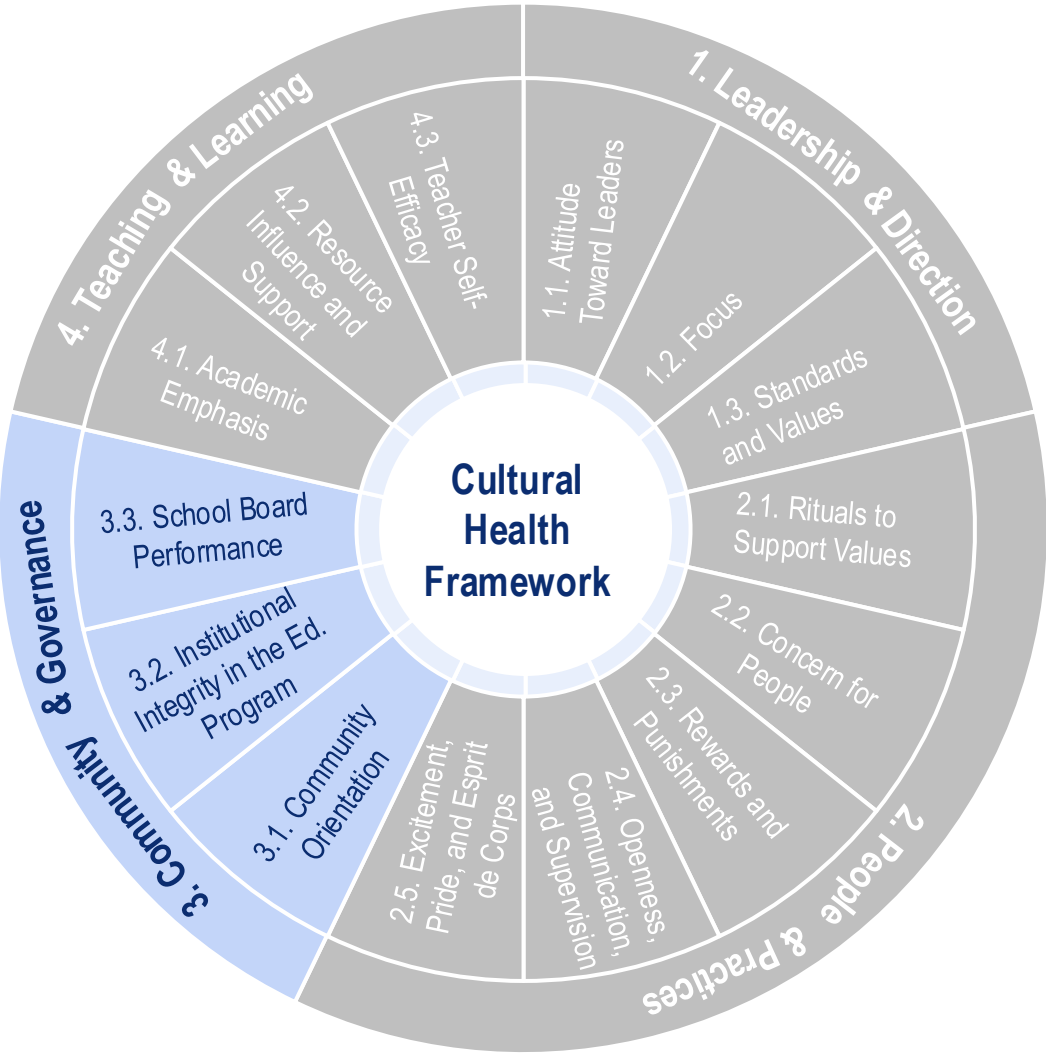 Cultural
Health
Framework
1. Leadership & Direction
1.1. Attitude
Toward Leaders
1.2. Focus
1.3. Standards
and Values
2. People & Practices
2.1. Rituals to
Support Values
2.2. Concern for
People
2.3. Rewards and
Punishments
2.4. Openness,
Communication,
and Supervision
2.5. Excitement,
Pride, and Esprit
de Corps
3. Community & Governance
3.1. Community
Orientation
3.2. Institutional
Integrity in the Ed.
Program
3.3. School Board
Performance
4. Teaching & Learning
4.1. Academic
Emphasis
4.2. Resource
Influence and
Support
4.3. Teacher Self-
Efficacy